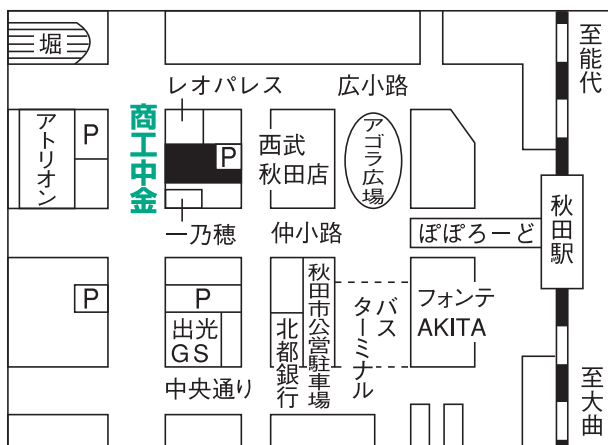 堀
至能代
レオパレス
広小路
アトリオン
P
商工中金
P
西武
秋田店
アゴラ広場
秋田駅
一乃穂
仲小路
ぽぽろーど
P
P
出光
GS
北都銀行
秋田市公営駐車場
バス
ターミナル
フォンテ
AKITA
中央通り
至大曲